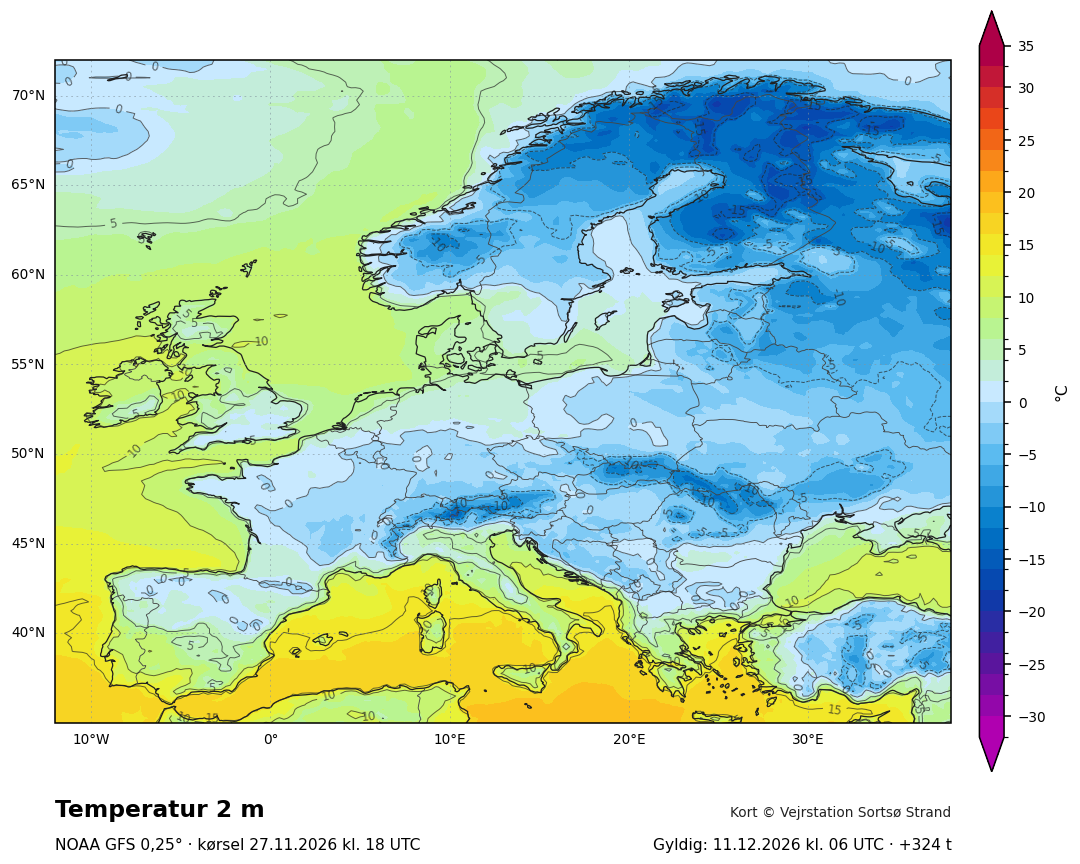 70°N
65°N
60°N
55°N
50°N
45°N
40°N
10°W
0°
10°E
20°E
30°E
35
30
25
20
15
10
5
0
−5
−10
−15
−20
−25
−30
°C
Temperatur 2 m
Kort © Vejrstation Sortsø Strand
NOAA GFS 0,25° · kørsel 27.11.2026 kl. 18 UTC
Gyldig: 11.12.2026 kl. 06 UTC · +324 t